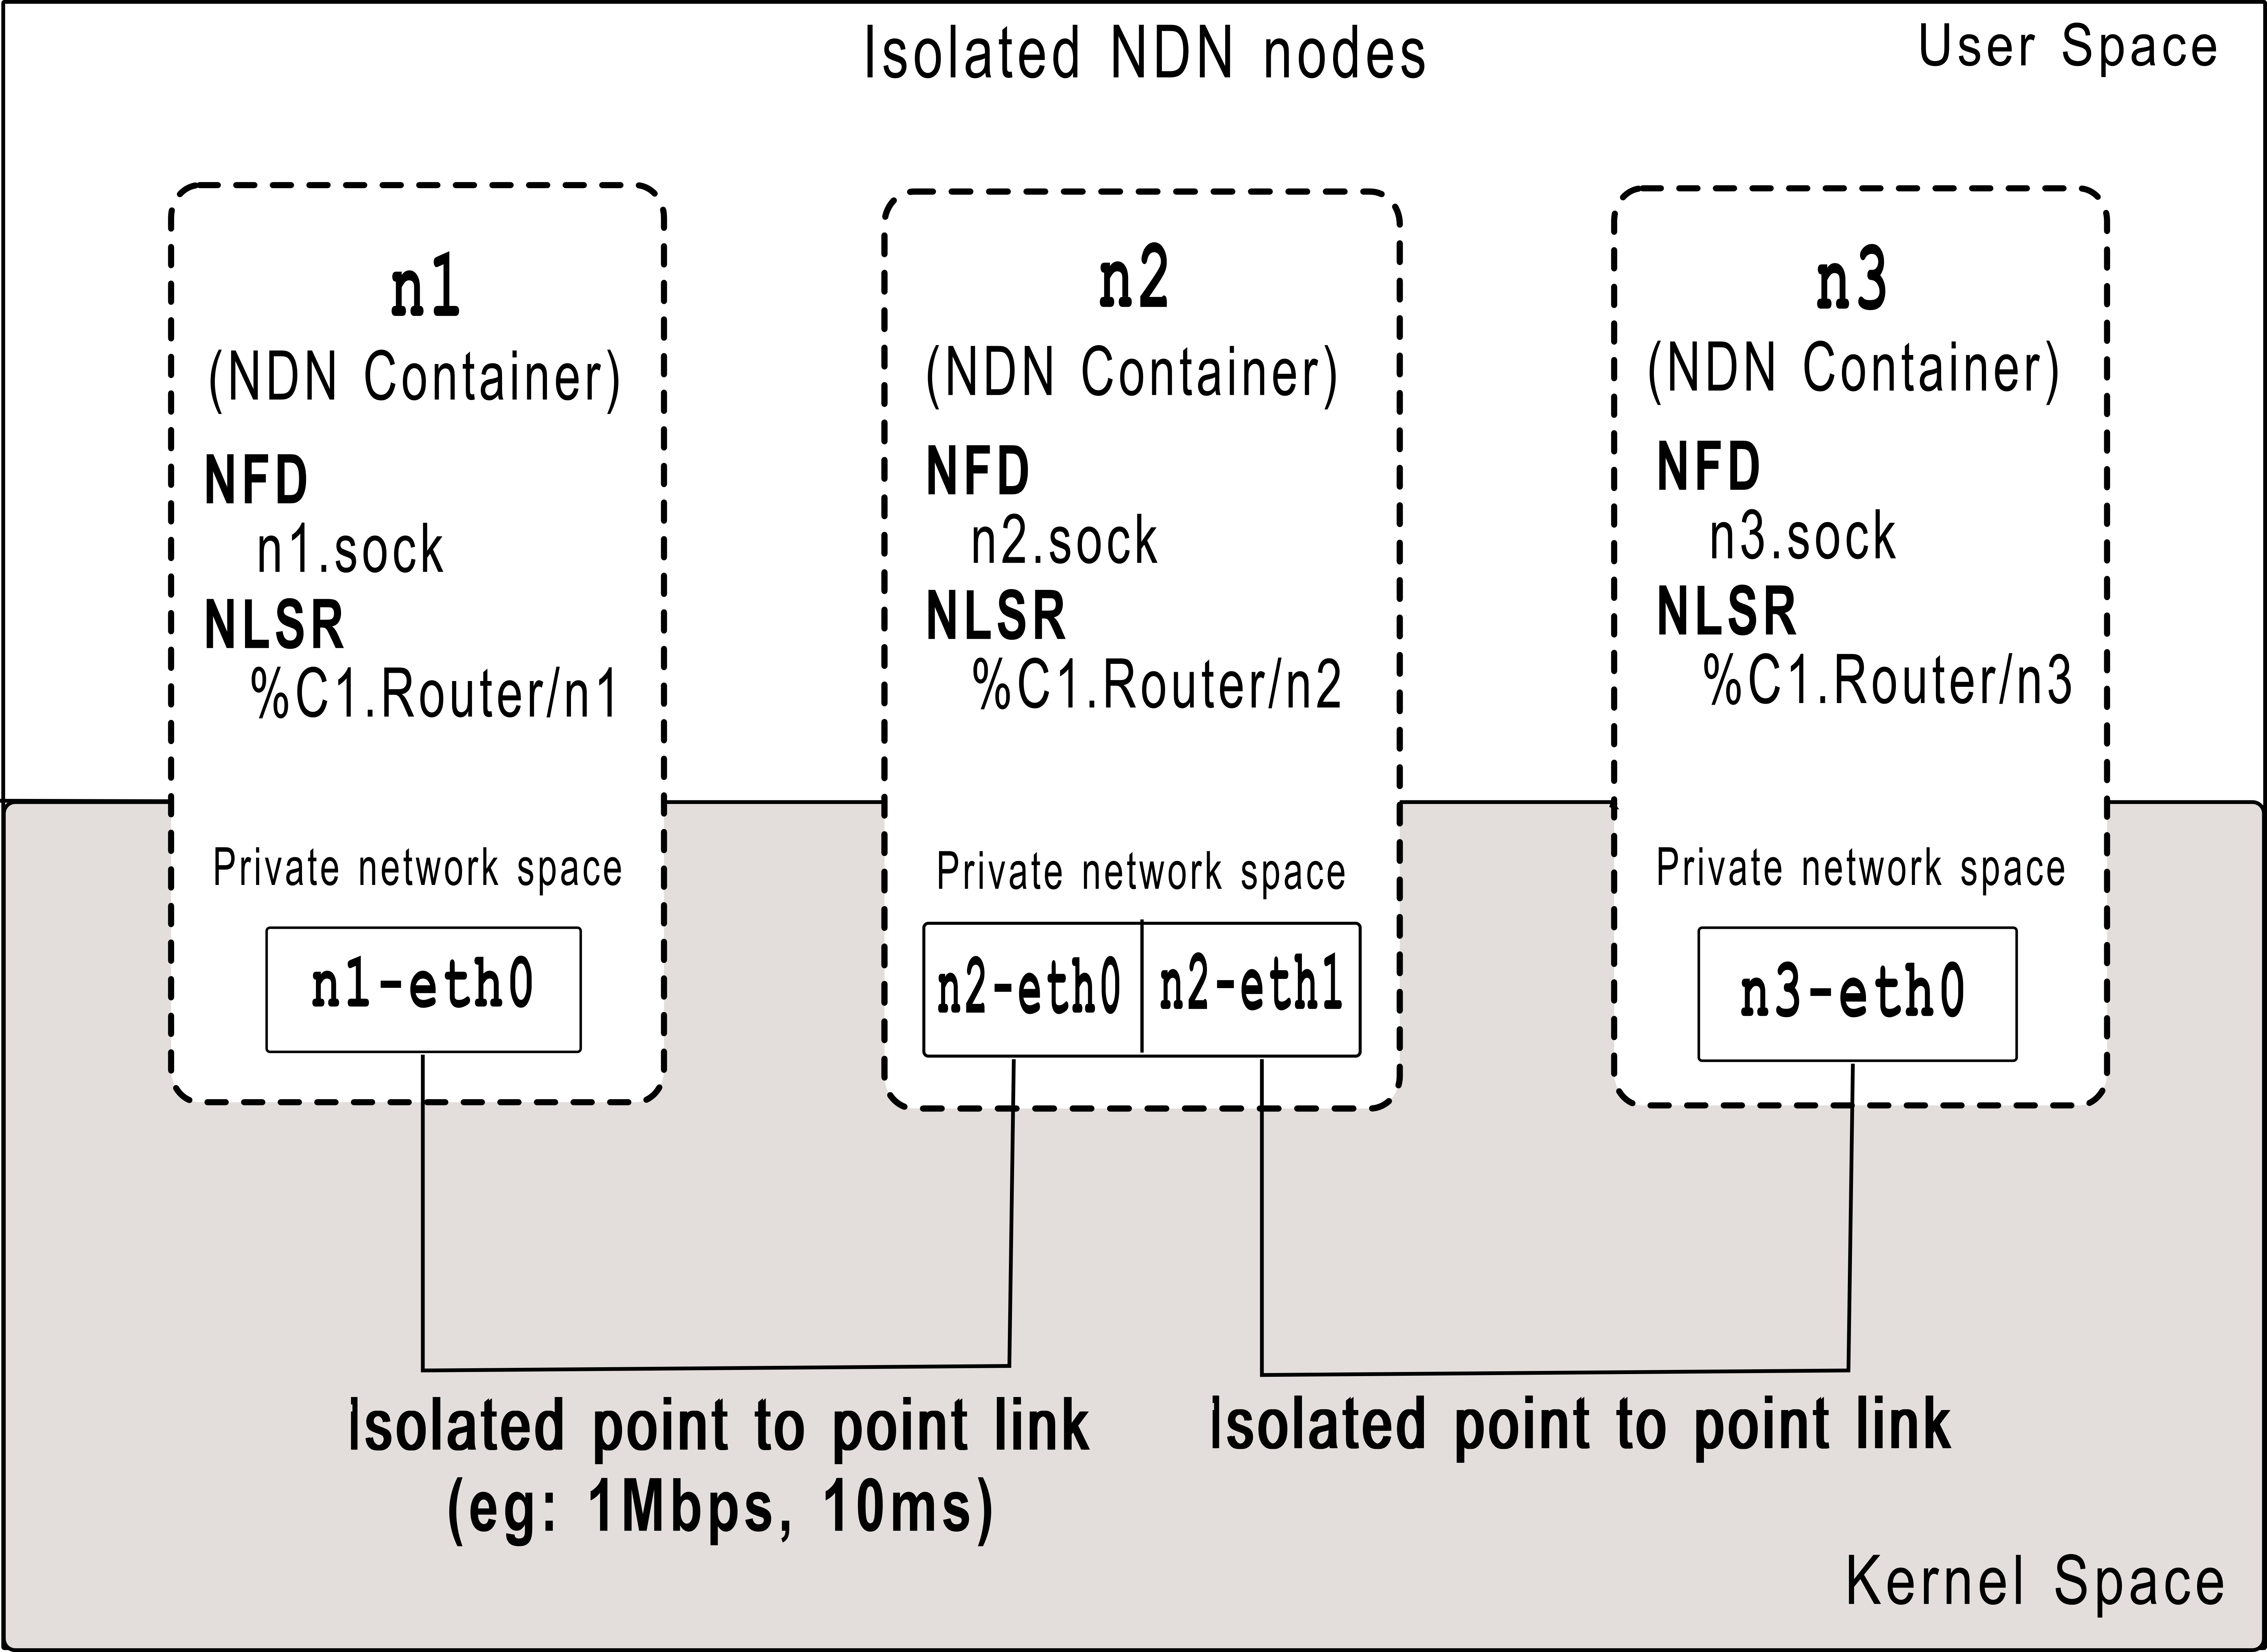 Isolated NDN nodes
User Space
n1
(NDN Container)
NFD
n1.sock
NLSR
%C1.Router/n1
Private network space
n1-eth0
n2
(NDN Container)
NFD
n2.sock
NLSR
%C1.Router/n2
Private network space
n2-eth0
n2-eth1
n3
(NDN Container)
NFD
n3.sock
NLSR
%C1.Router/n3
Private network space
n3-eth0
Isolated point to point link
(eg: 1Mbps, 10ms)
Isolated point to point link
Kernel Space